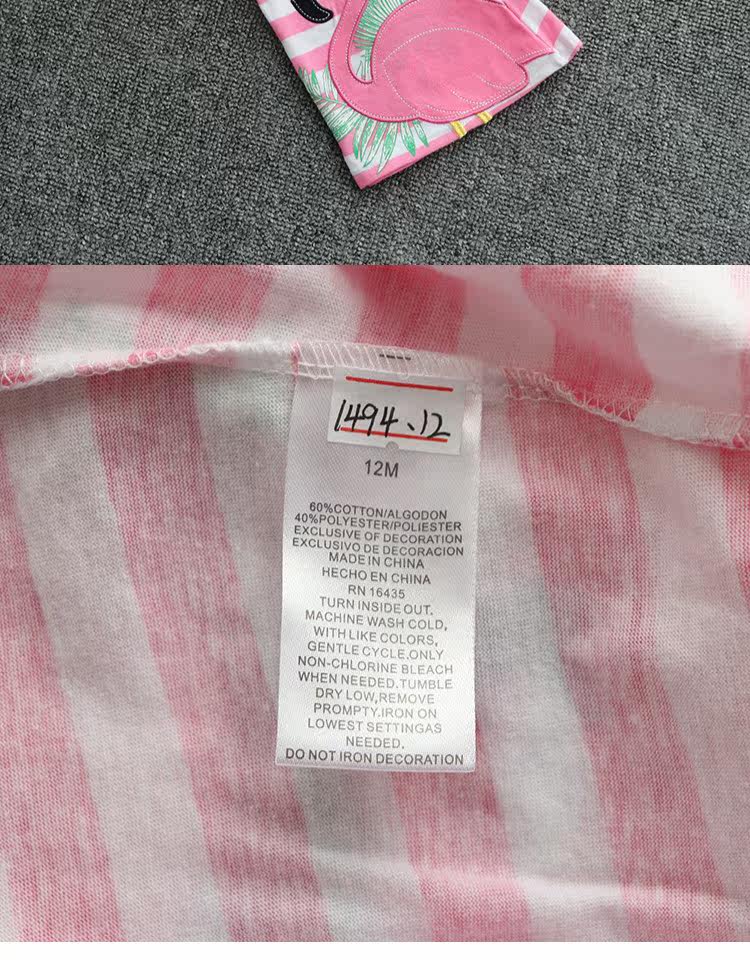 1494.12
12M
60%COTTON/ALGODON
40%POLYESTER/POLIESTER
EXCLUSIVE OF DECORATION
EXCLUSIVO DE DECORACION
MADE IN CHINA
HECHO EN CHINA
RN 16435
TURN INSIDE OUT.
MACHINE WASH COLD,
WITH LIKE COLORS,
GENTLE CYCLE.ONLY
NON-CHLORINE BLEACH
WHEN NEEDED.TUMBLE
DRY LOW,REMOVE
PROMPTY.IRON ON
LOWEST SETTINGAS
NEEDED.
DO NOT IRON DECORATION